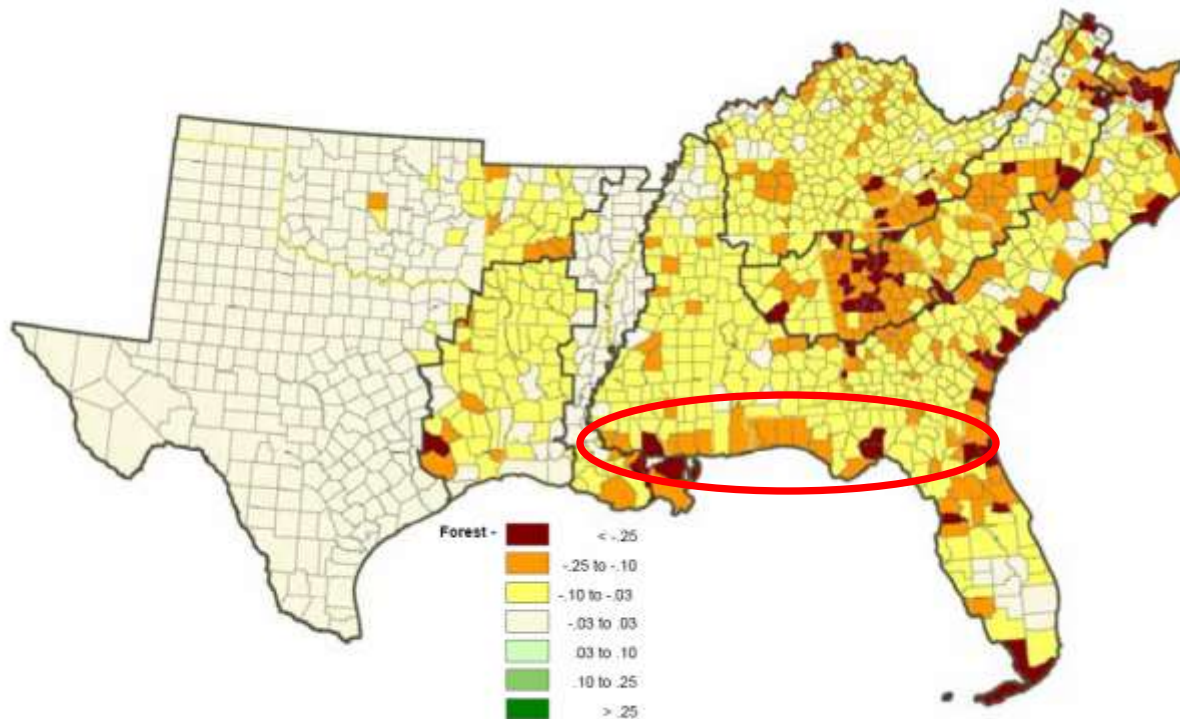 Forest -
< -.25
-.25 to -.10
-.10 to -.03
-.03 to .03
.03 to .10
.10 to .25
> .25